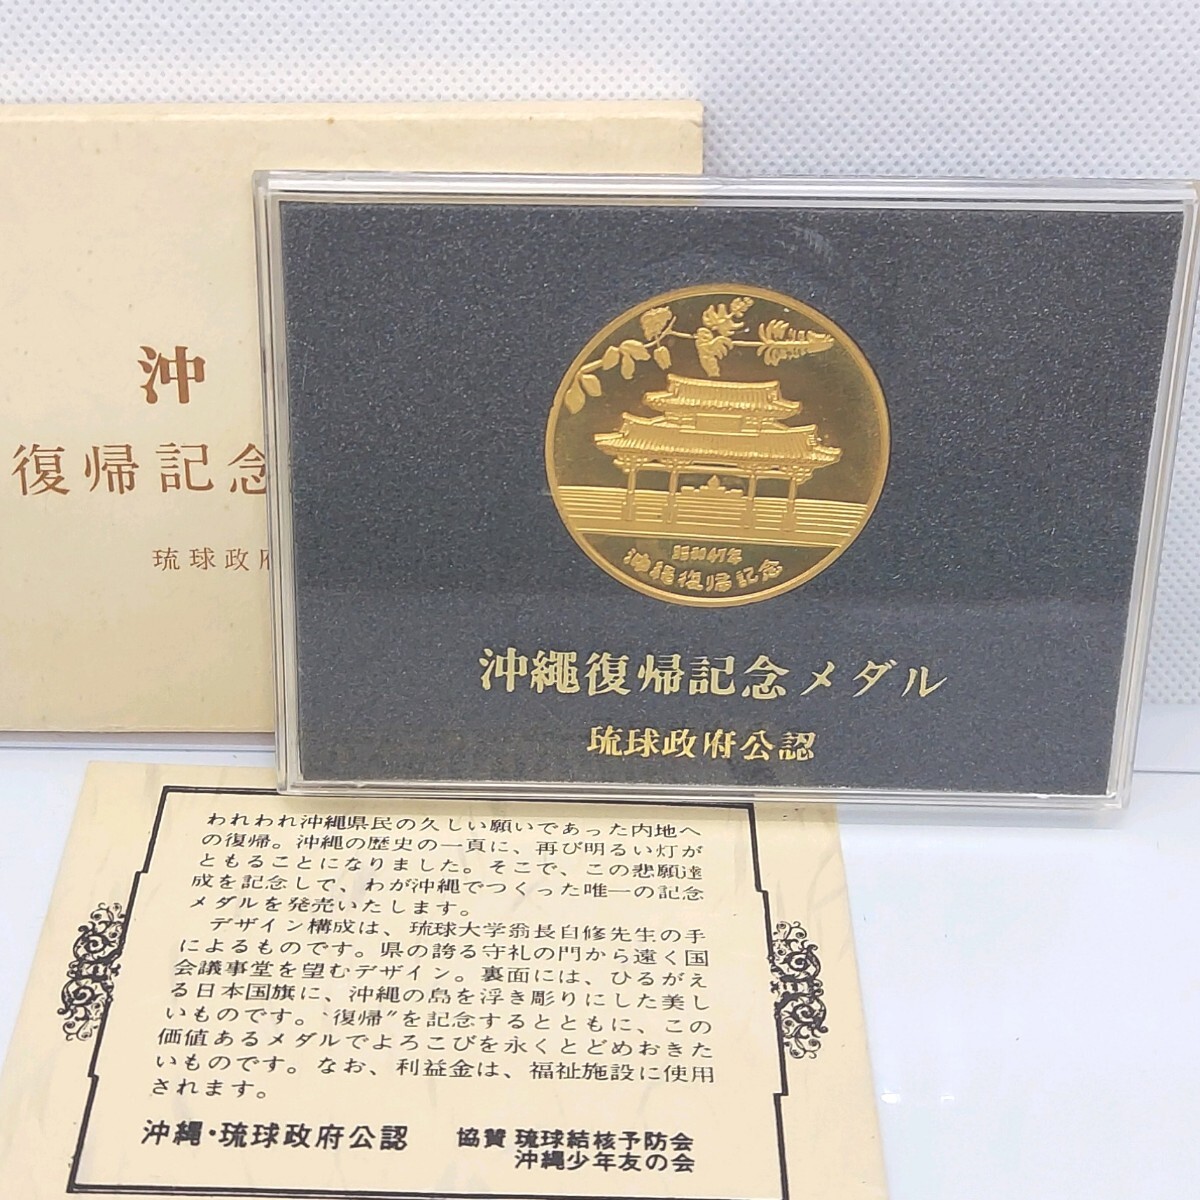 沖
復帰記念
琉球政府
昭和47年
沖繩復帰記念
沖繩復帰記念メダル
琉球政府公認
われわれ沖縄県民の久しい願いであった内地へ
の復帰。沖縄の歴史の一頁に、再び明るい灯が
ともることになりました。そこで、この悲願達
成を記念して、わが沖縄でつくった唯一の記念
メダルを発売いたします。
デザイン構成は、琉球大学翁長自修先生の手
によるものです。県の誇る守礼の門から遠く国
会議事堂を望むデザイン。裏面には、ひるがえ
る日本国旗に、沖縄の島を浮き彫りにした美し
いものです。〝復帰〟を記念するとともに、この
価値あるメダルでよろこびを永くとどめおきた
いものです。なお、利益金は、福祉施設に使用
されます。
沖縄・琉球政府公認 協賛 琉球結核予防会
沖縄少年友の会